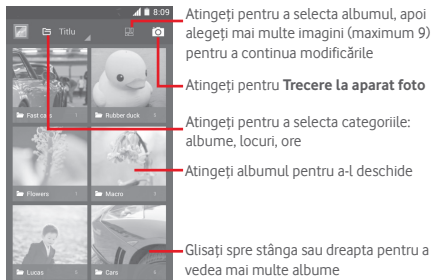 8:09
Titlu
Atingeți pentru a selecta albumul, apoi
alegeți mai multe imagini (maximum 9)
pentru a continua modificările
Atingeți pentru Trecere la aparat foto
Fast cars
Rubber duck
Atingeți pentru a selecta categoriile:
albume, locuri, ore
Flowers
Macro
Atingeți albumul pentru a-l deschide
Lucas
Cars
Glisați spre stânga sau dreapta pentru a
vedea mai multe albume